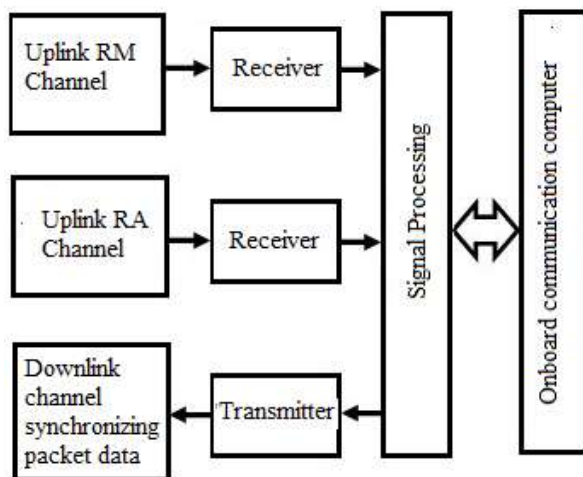 Uplink RM
Channel
Receiver
Uplink RA
Channel
Receiver
Downlink
channel
synchronizing
packet data
Transmitter
Signal Processing
Onboard communication computer